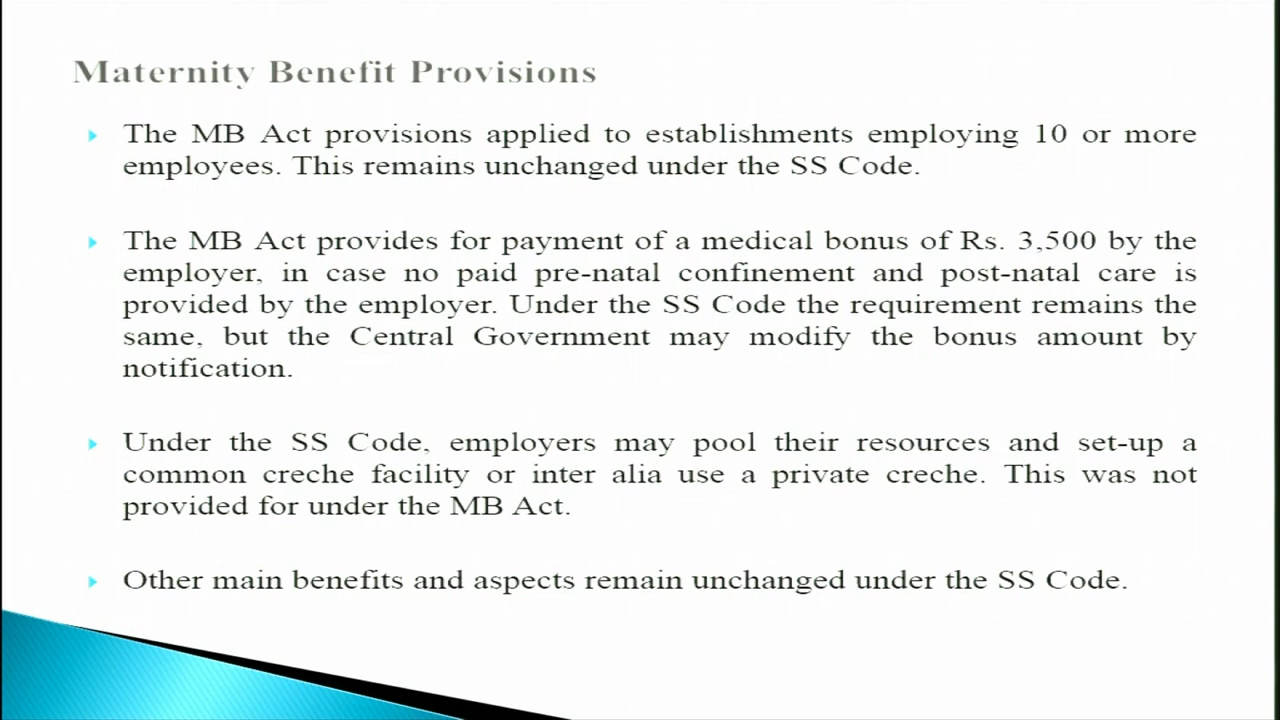 Maternity Benefit Provisions
The MB Act provisions applied to establishments employing 10 or more
employees. This remains unchanged under the SS Code.
The MB Act provides for payment of a medical bonus of Rs. 3,500 by the
employer, in case no paid pre-natal confinement and post-natal care is
provided by the employer. Under the SS Code the requirement remains the
same, but the Central Government may modify the bonus amount by
notification.
Under the SS Code, employers may pool their resources and set-up a
common creche facility or inter alia use a private creche. This was not
provided for under the MB Act.
Other main benefits and aspects remain unchanged under the SS Code.